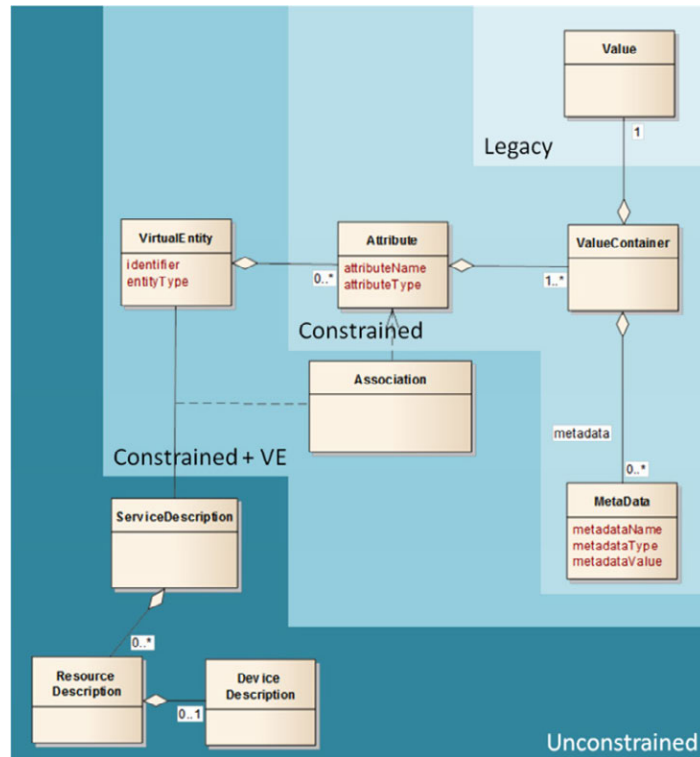 Value
1
Legacy
VirtualEntity
identifier
entityType
0..*
Attribute
attributeName
attributeType
1..*
ValueContainer
Constrained
Association
metadata
0..*
Constrained + VE
MetaData
metadataName
metadataType
metadataValue
ServiceDescription
0..*
Resource
Description
0..1
Device
Description
Unconstrained